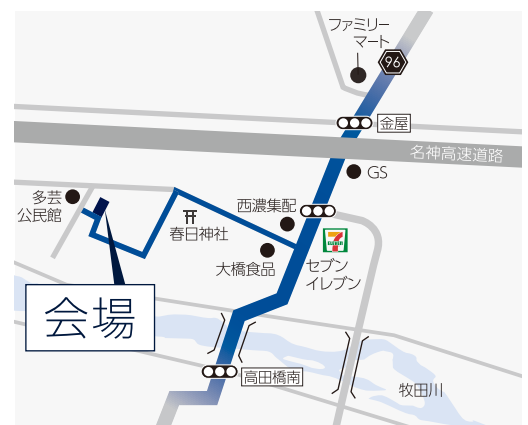 ファミリー
マート
96
金屋
名神高速道路
GS
多芸
公民館
西濃集配
春日神社
大橋食品
7
ELEVEN
セブン
イレブン
会場
高田橋南
牧田川